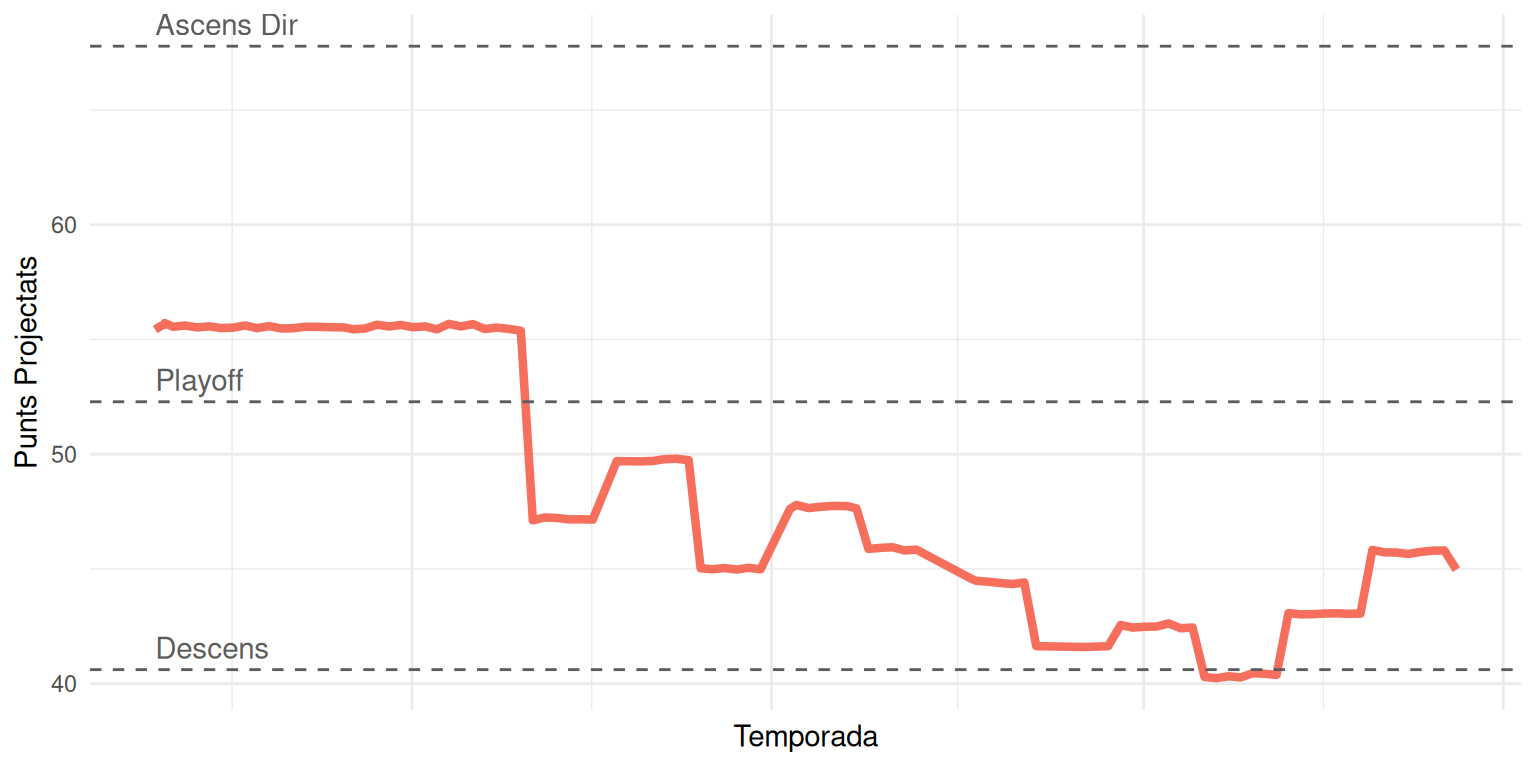 Ascens Dir
60
Playoff
50
Descens
40
Punts Projectats
Temporada